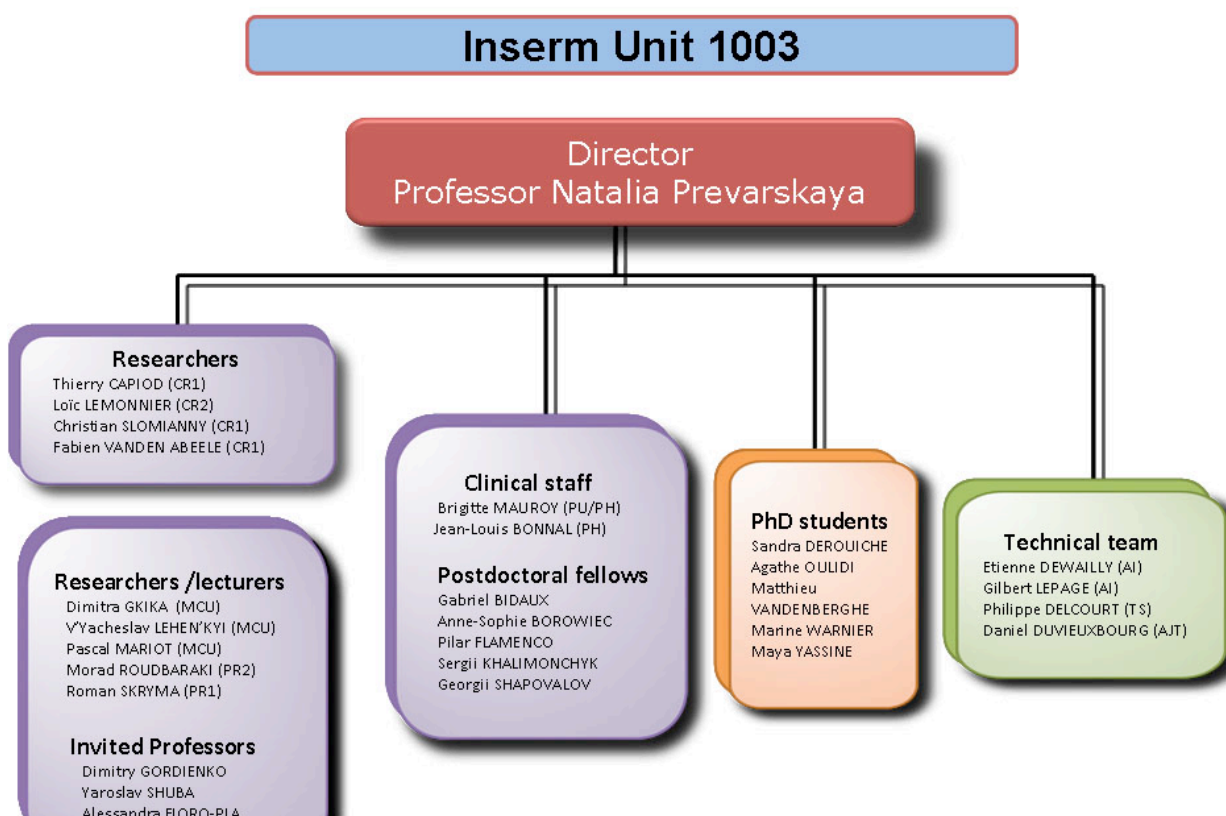 Inserm Unit 1003
Director
Professor Natalia Prevarskaya
Researchers
Thierry CAPIOD (CR1)
Loïc LEMONNIER (CR2)
Christian SLOMIANNY (CR1)
Fabien VANDEN ABEELE (CR1)
Researchers /lecturers
Dimitra GKIKA (MCU)
V'Yacheslav LEHEN'KYI (MCU)
Pascal MARIOT (MCU)
Morad ROUDBARAKI (PR2)
Roman SKRYMA (PR1)
Invited Professors
Dimitry GORDIENKO
Yaroslav SHUBA
Alessandra FIORO-PLA
Clinical staff
Brigitte MAUROY (PU/PH)
Jean-Louis BONNAL (PH)
Postdoctoral fellows
Gabriel BIDAUX
Anne-Sophie BOROWIEC
Pilar FLAMENCO
Sergii KHALIMONCHYK
Georgii SHAPOVALOV
PhD students
Sandra DEROUICHE
Agathe OULIDI
Matthieu
VANDENBERGHE
Marine WARNIER
Maya YASSINE
Technical team
Etienne DEWAILLY (AI)
Gilbert LEPAGE (AI)
Philippe DELCOURT (TS)
Daniel DUVIEUXBOURG (AJT)